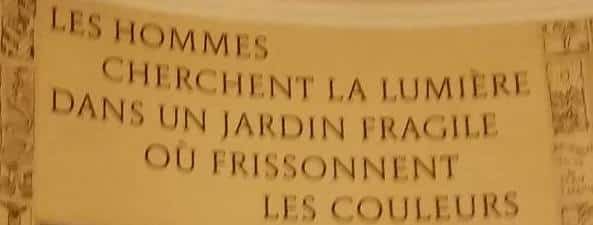 LES HOMMES
CHERCHENT LA LUMIÈRE
DANS UN JARDIN FRAGILE
OÙ FRISSONNENT
LES COULEURS